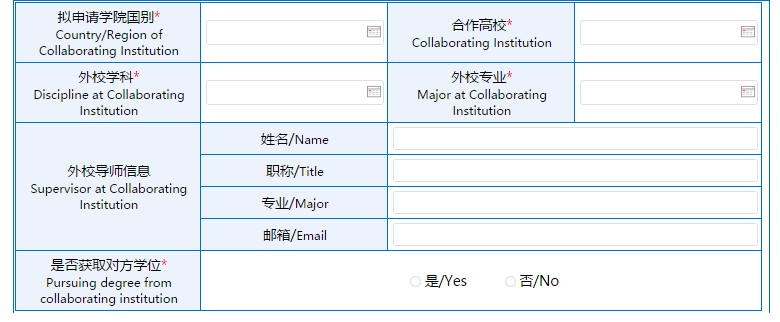 拟申请学院国别*
Country/Region of
Collaborating Institution
合作高校*
Collaborating Institution
外校学科*
Discipline at Collaborating
Institution
外校专业*
Major at Collaborating
Institution
外校导师信息
Supervisor at Collaborating
Institution
姓名/Name
职称/Title
专业/Major
邮箱/Email
是否获取对方学位*
Pursuing degree from
collaborating institution
是/Yes
否/No